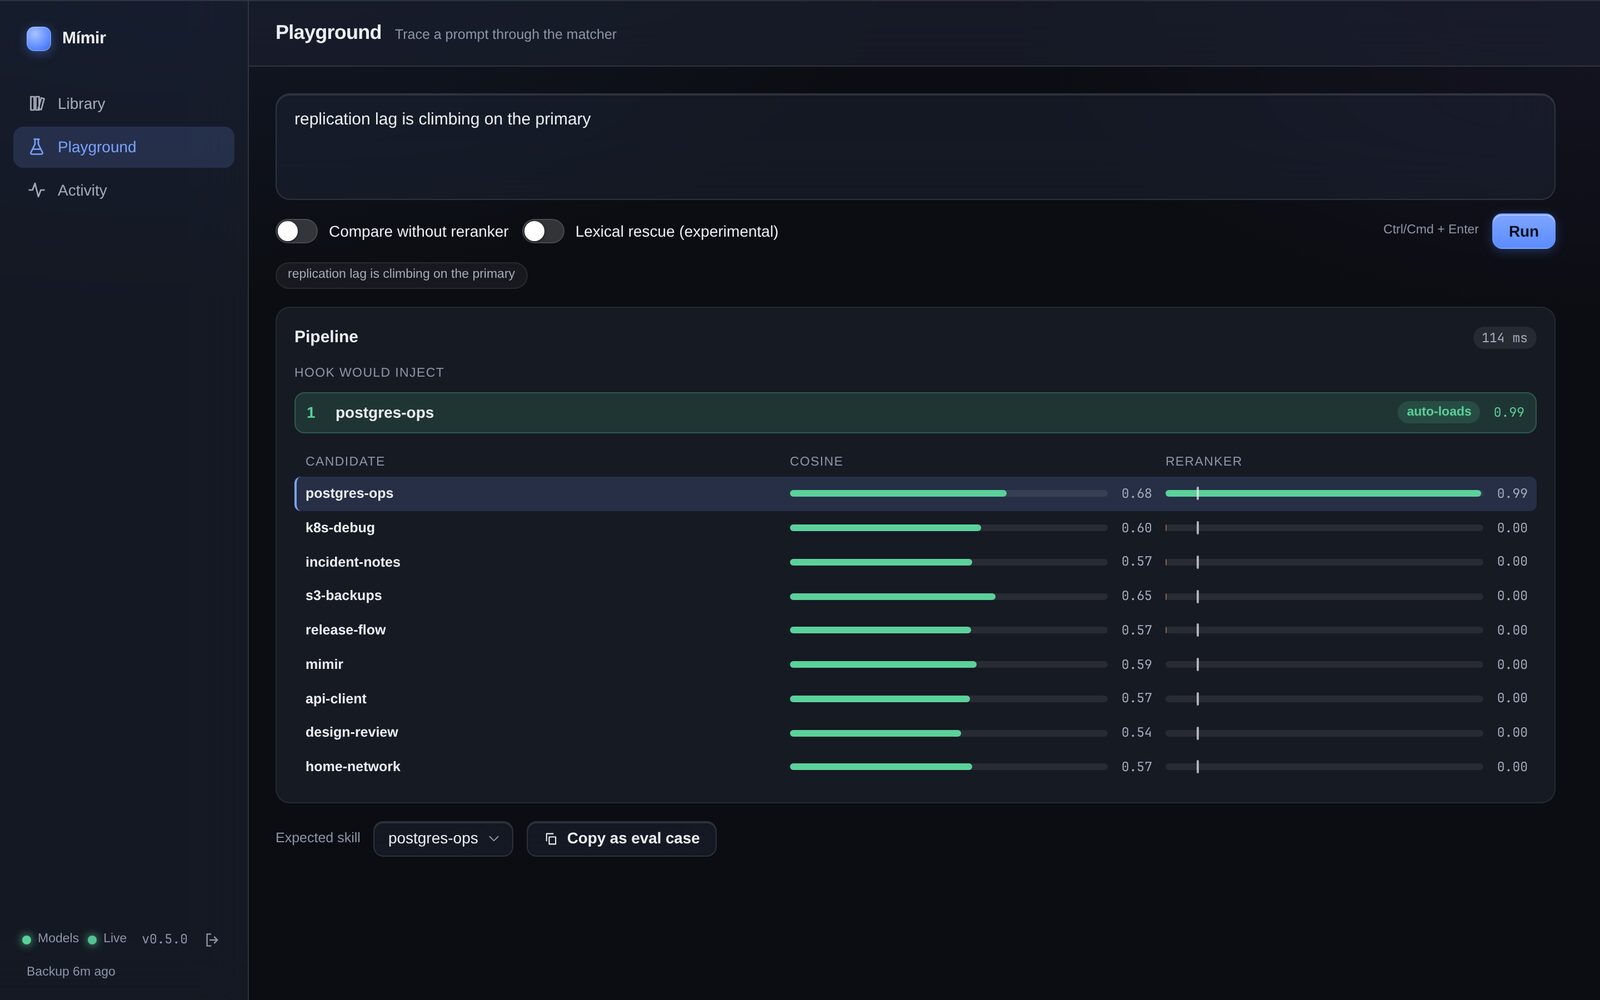 Mímir
Library
Playground
Activity
Models Live v0.5.0
Backup 6m ago
Playground Trace a prompt through the matcher
replication lag is climbing on the primary
Compare without reranker Lexical rescue (experimental) Ctrl/Cmd + Enter Run
replication lag is climbing on the primary
Pipeline 114 ms
HOOK WOULD INJECT
1 postgres-ops auto-loads 0.99
CANDIDATE COSINE RERANKER
postgres-ops 0.68 0.99
k8s-debug 0.60 0.00
incident-notes 0.57 0.00
s3-backups 0.65 0.00
release-flow 0.57 0.00
mimir 0.59 0.00
api-client 0.57 0.00
design-review 0.54 0.00
home-network 0.57 0.00
Expected skill postgres-ops Copy as eval case